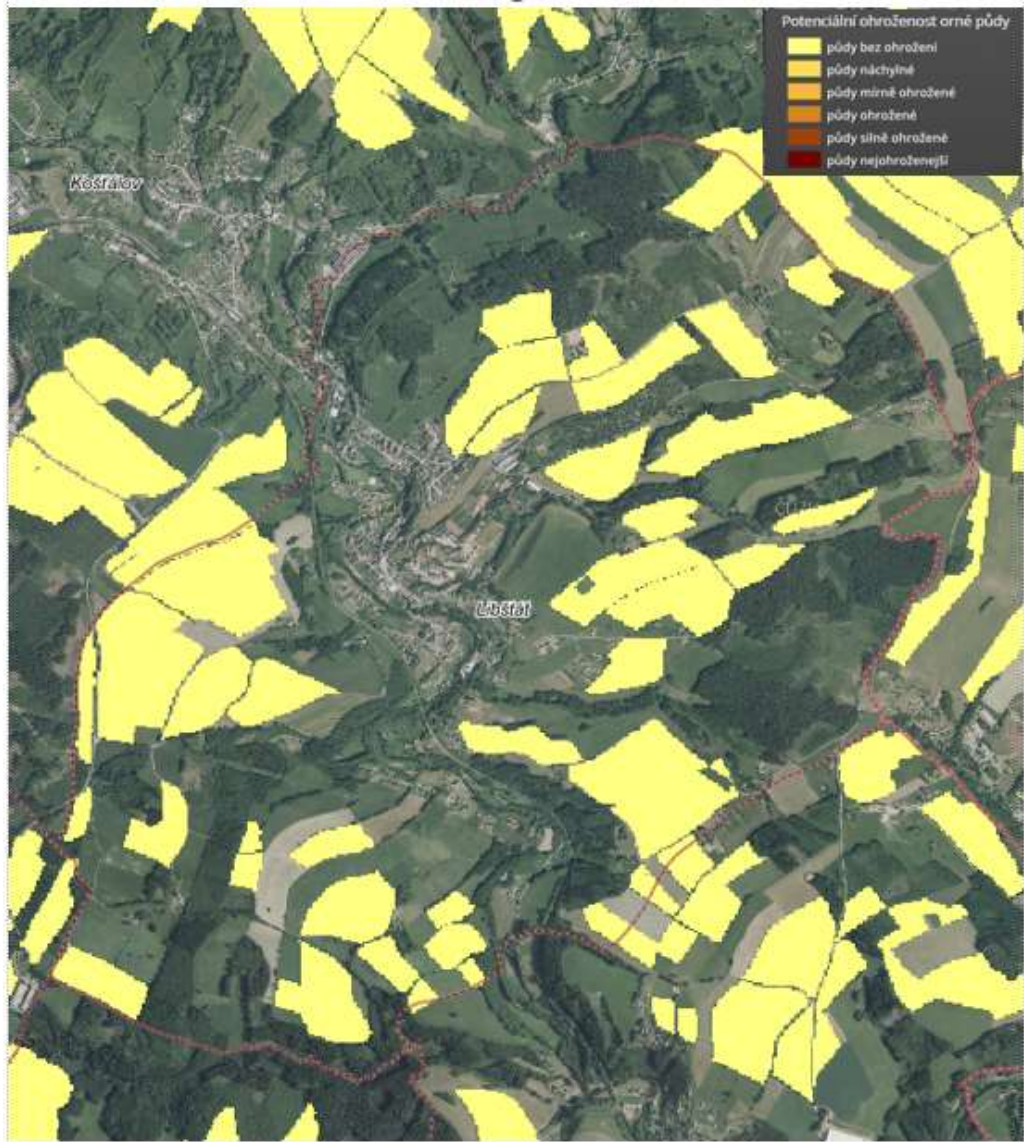 Potenciální ohroženost orné půdy
půdy bez ohrožení
půdy náchylné
půdy mírně ohrožené
půdy ohrožené
půdy silně ohrožené
půdy nejohroženejší
Košťálov
Libštát